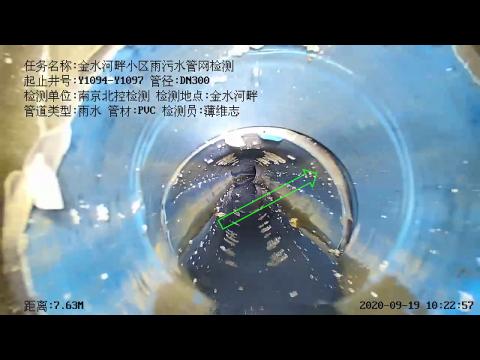 任务名称:金水河畔小区雨污水管网检测
起止井号:Y1094-Y1097 管径:DN300
检测单位:南京北控检测 检测地点:金水河畔
管道类型:雨水 管材:PVC 检测员:薄维志
距离:7.63M
2020-09-19 10:22:57